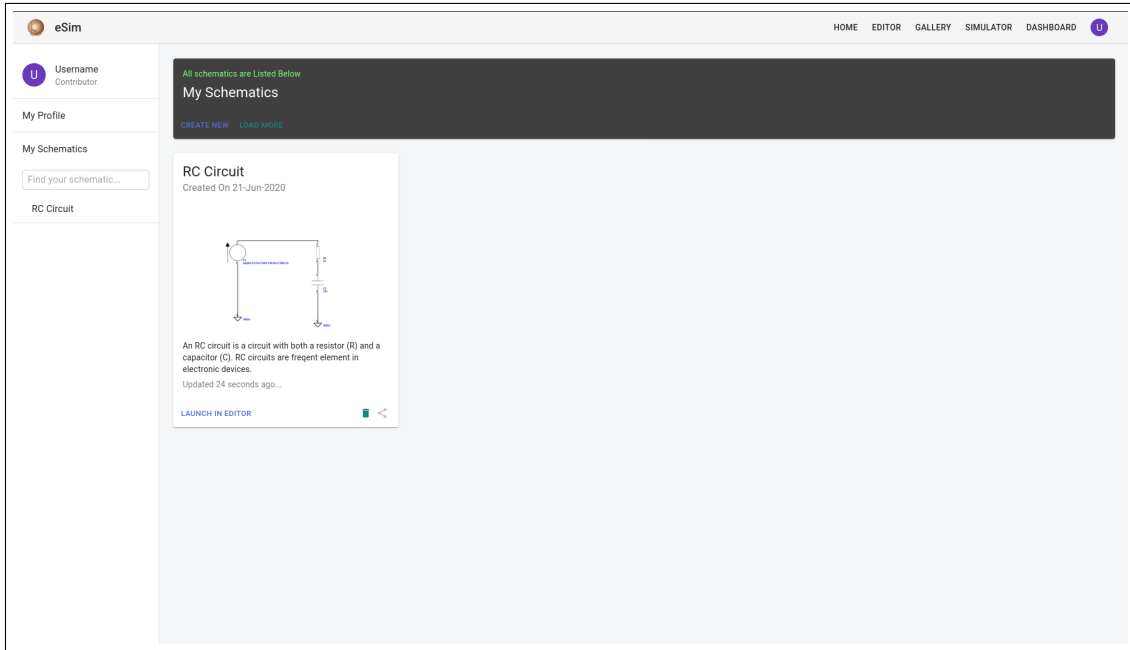 eSim
HOME EDITOR GALLERY SIMULATOR DASHBOARD U
U Username
Contributor
My Profile
My Schematics
Find your schematic...
RC Circuit
All schematics are Listed Below
My Schematics
CREATE NEW LOAD MORE
RC Circuit
Created On 21-Jun-2020
An RC circuit is a circuit with both a resistor (R) and a
capacitor (C). RC circuits are freqent element in
electronic devices.
Updated 24 seconds ago...
LAUNCH IN EDITOR